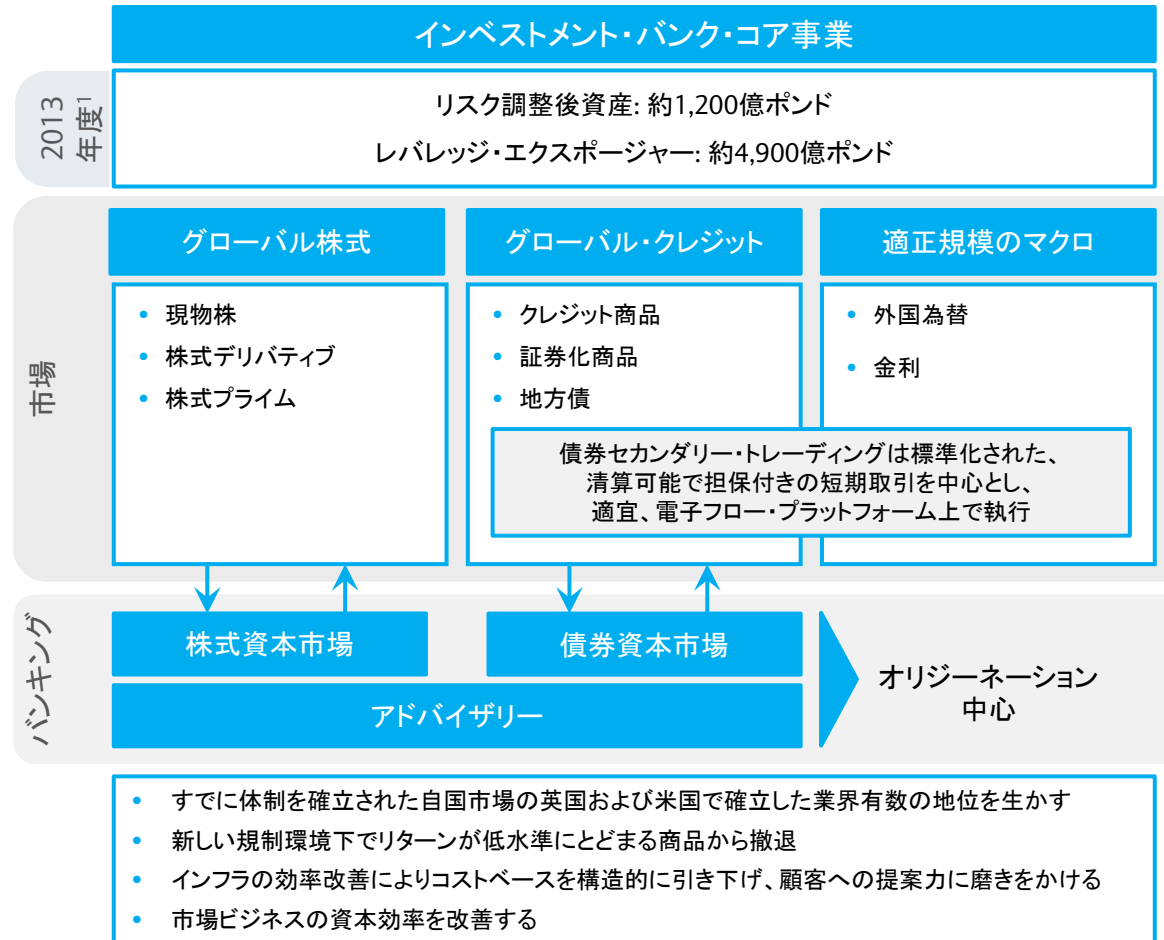 インベストメント・バンク・コア事業
2013
年度1
リスク調整後資産: 約1,200億ポンド
レバレッジ・エクスポージャー: 約4,900億ポンド
市場
グローバル株式
• 現物株
• 株式デリバティブ
• 株式プライム
グローバル・クレジット
• クレジット商品
• 証券化商品
• 地方債
適正規模のマクロ
• 外国為替
• 金利
債券セカンダリー・トレーディングは標準化された、
清算可能で担保付きの短期取引を中心とし、
適宜、電子フロー・プラットフォーム上で執行
バンキング
株式資本市場
債券資本市場
アドバイザリー
オリジーネーション
中心
• すでに体制を確立された自国市場の英国および米国で確立した業界有数の地位を生かす
• 新しい規制環境下でリターンが低水準にとどまる商品から撤退
• インフラの効率改善によりコストベースを構造的に引き下げ、顧客への提案力に磨きをかける
• 市場ビジネスの資本効率を改善する